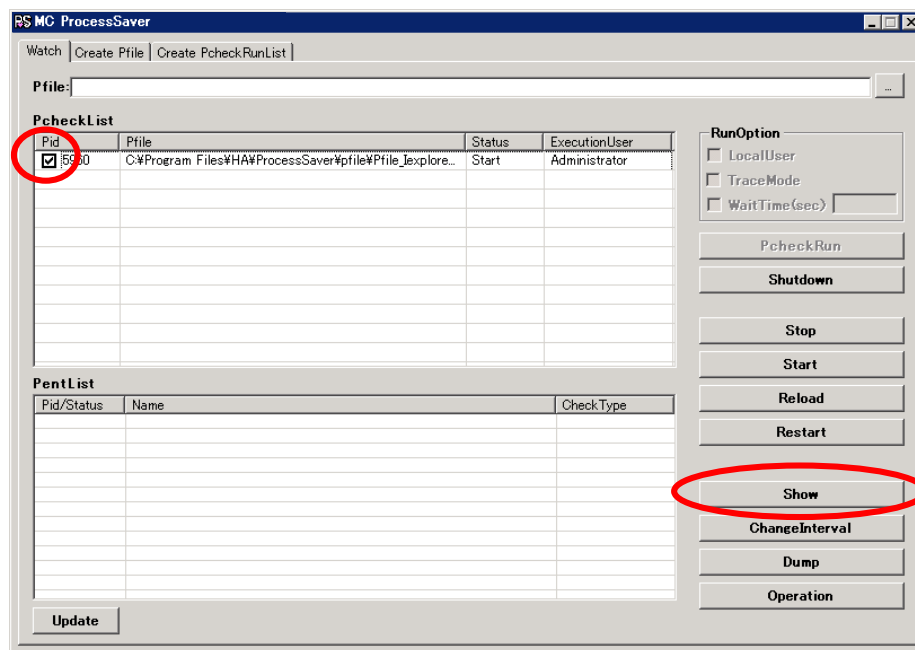 MC ProcessSaver
Watch Create Pfile Create PcheckRunList
Pfile: ...
PcheckList
Pid Pfile Status ExecutionUser
C:¥Program Files¥HA¥ProcessSaver¥pfile¥Pfile_Iexplore... Start Administrator
RunOption
LocalUser
TraceMode
WaitTime(sec)
PcheckRun
Shutdown
Stop
Start
Reload
Restart
PentList
Pid/Status Name CheckType
Show
ChangeInterval
Dump
Operation
Update